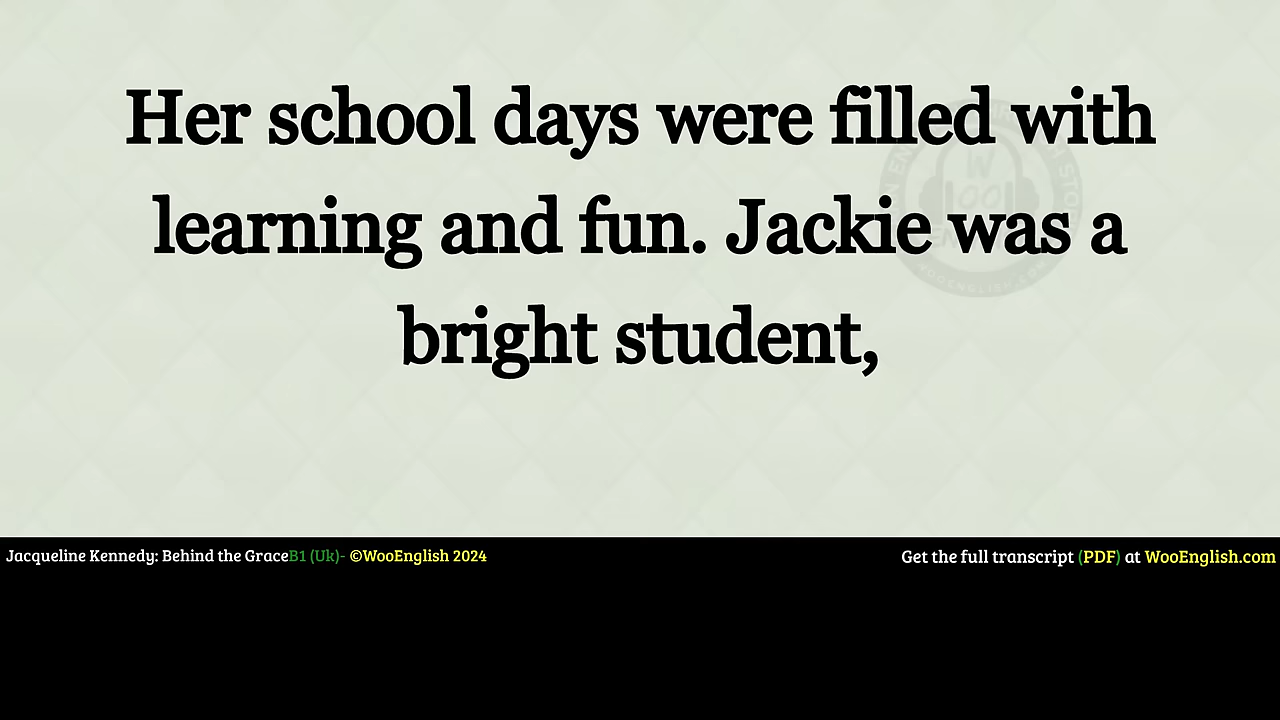 Her school days were filled with
learning and fun. Jackie was a
bright student,
Jacqueline Kennedy: Behind the GraceB1 (Uk)- ©WooEnglish 2024
Get the full transcript (PDF) at WooEnglish.com